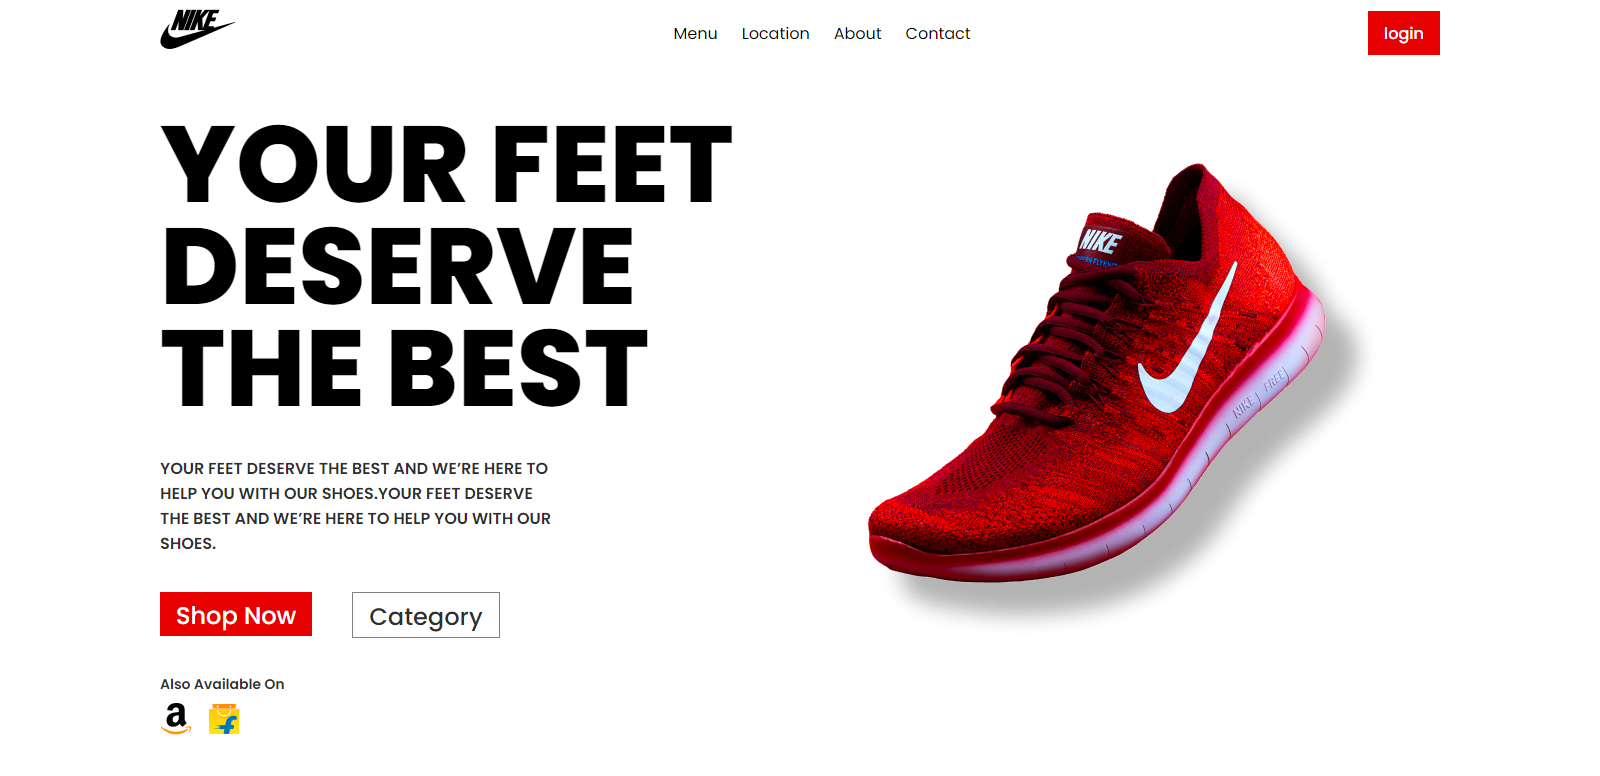 NIKE
Menu Location About Contact
login
YOUR FEET
DESERVE
THE BEST
YOUR FEET DESERVE THE BEST AND WE’RE HERE TO
HELP YOU WITH OUR SHOES.YOUR FEET DESERVE
THE BEST AND WE’RE HERE TO HELP YOU WITH OUR
SHOES.
Shop Now
Category
Also Available On
a
f
NIKE
NIKE FREE